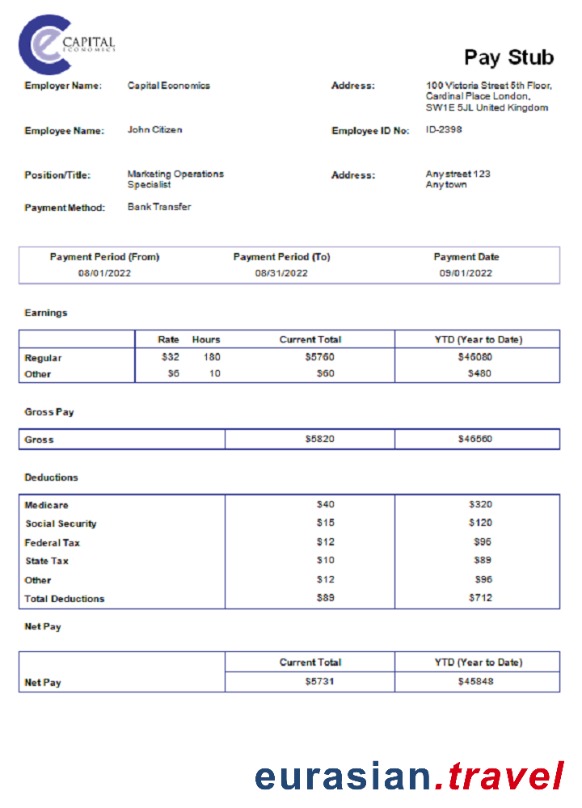 CAPITAL
ECONOMICS
Pay Stub
Employer Name: Capital Economics Address: 100 Victoria Street 5th Floor,
Cardinal Place London,
SW1E 5JL United Kingdom
Employee Name: John Citizen Employee ID No: ID-2398
Position/Title: Marketing Operations Address: Anystreet 123
Specialist Anytown
Payment Method: Bank Transfer
Payment Period (From) Payment Period (To) Payment Date
08/01/2022 08/31/2022 09/01/2022
Earnings
Rate Hours Current Total YTD (Year to Date)
Regular $32 180 $5760 $46080
Other $6 10 $60 $480
Gross Pay
Gross $5820 $46560
Deductions
Medicare $40 $320
Social Security $15 $120
Federal Tax $12 $96
State Tax $10 $89
Other $12 $96
Total Deductions $89 $712
Net Pay
Current Total YTD (Year to Date)
Net Pay $5731 $45848
eurasian.travel